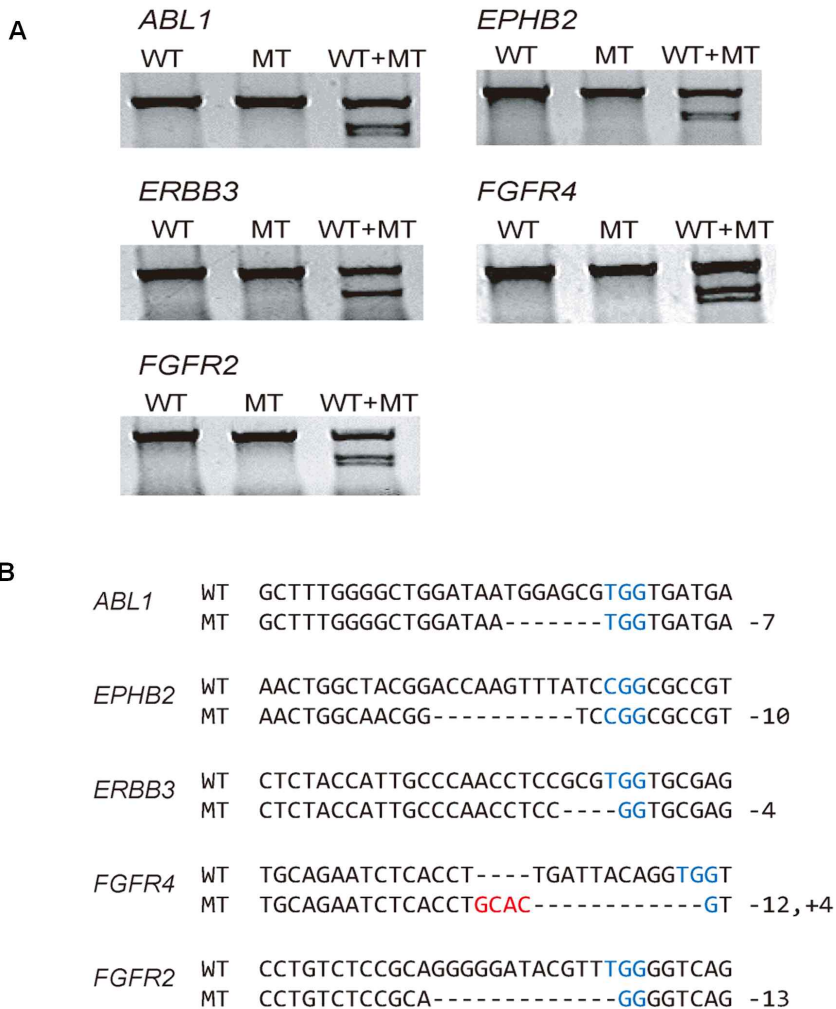 A
ABL1
WT MT WT+MT
EPHB2
WT MT WT+MT
ERBB3
WT MT WT+MT
FGFR4
WT MT WT+MT
FGFR2
WT MT WT+MT
B
ABL1
WT GCTTTGGGGCTGGATAATGGAGCGTGGTGATGA
MT GCTTTGGGGCTGGATAA-------TGGTGATGA -7
EPHB2
WT AACTGGCTACGGACCAAGTTTATCCGGCGCCGT
MT AACTGGCAACGG----------TCCGGCGCCGT -10
ERBB3
WT CTCTACCATTGCCCAACCTCCGCGTGGTGCGAG
MT CTCTACCATTGCCCAACCTCC----GGTGCGAG -4
FGFR4
WT TGCAGAATCTCACCT----TGATTACAGGTGGT
MT TGCAGAATCTCACCTGCAC------------GT -12,+4
FGFR2
WT CCTGTCTCCGCAGGGGGATACGTTTGGGGTCAG
MT CCTGTCTCCGCA-------------GGGGTCAG -13